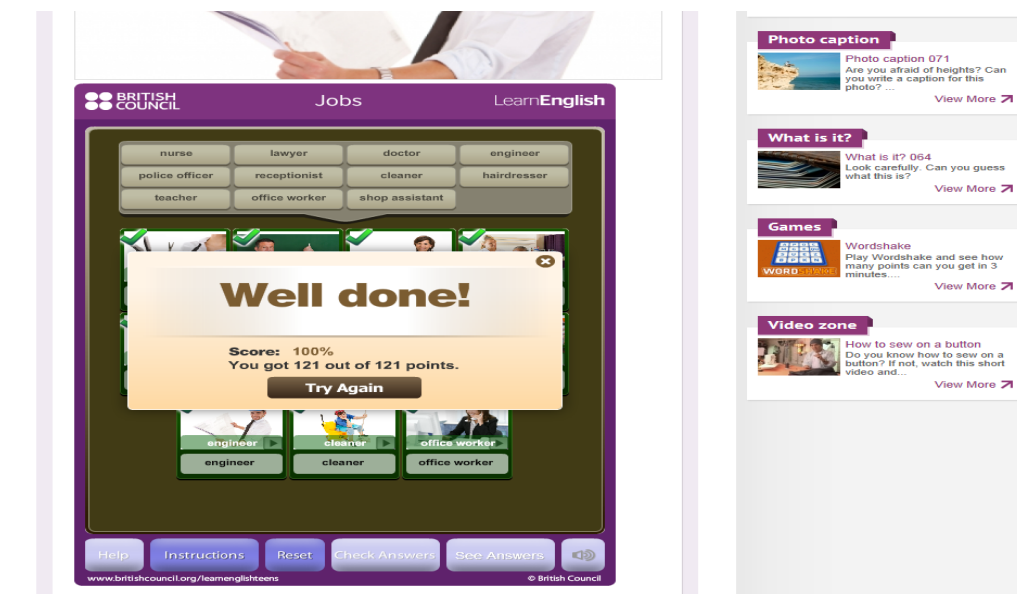 BRITISH
COUNCIL
Jobs
LearnEnglish
nurse
lawyer
doctor
engineer
police officer
receptionist
cleaner
hairdresser
teacher
office worker
shop assistant
Well done!
Score: 100%
You got 121 out of 121 points.
Try Again
engineer
cleaner
office worker
engineer
cleaner
office worker
Help
Instructions
Reset
Check Answers
See Answers
www.britishcouncil.org/learnenglishteens
© British Council
Photo caption
Photo caption 071
Are you afraid of heights? Can
you write a caption for this
photo? ...
View More
What is it?
What is it? 064
Look carefully. Can you guess
what this is?
View More
Games
WORDSHAKE
Wordshake
Play Wordshake and see how
many points can you get in 3
minutes....
View More
Video zone
How to sew on a button
Do you know how to sew on a
button? If not, watch this short
video and...
View More